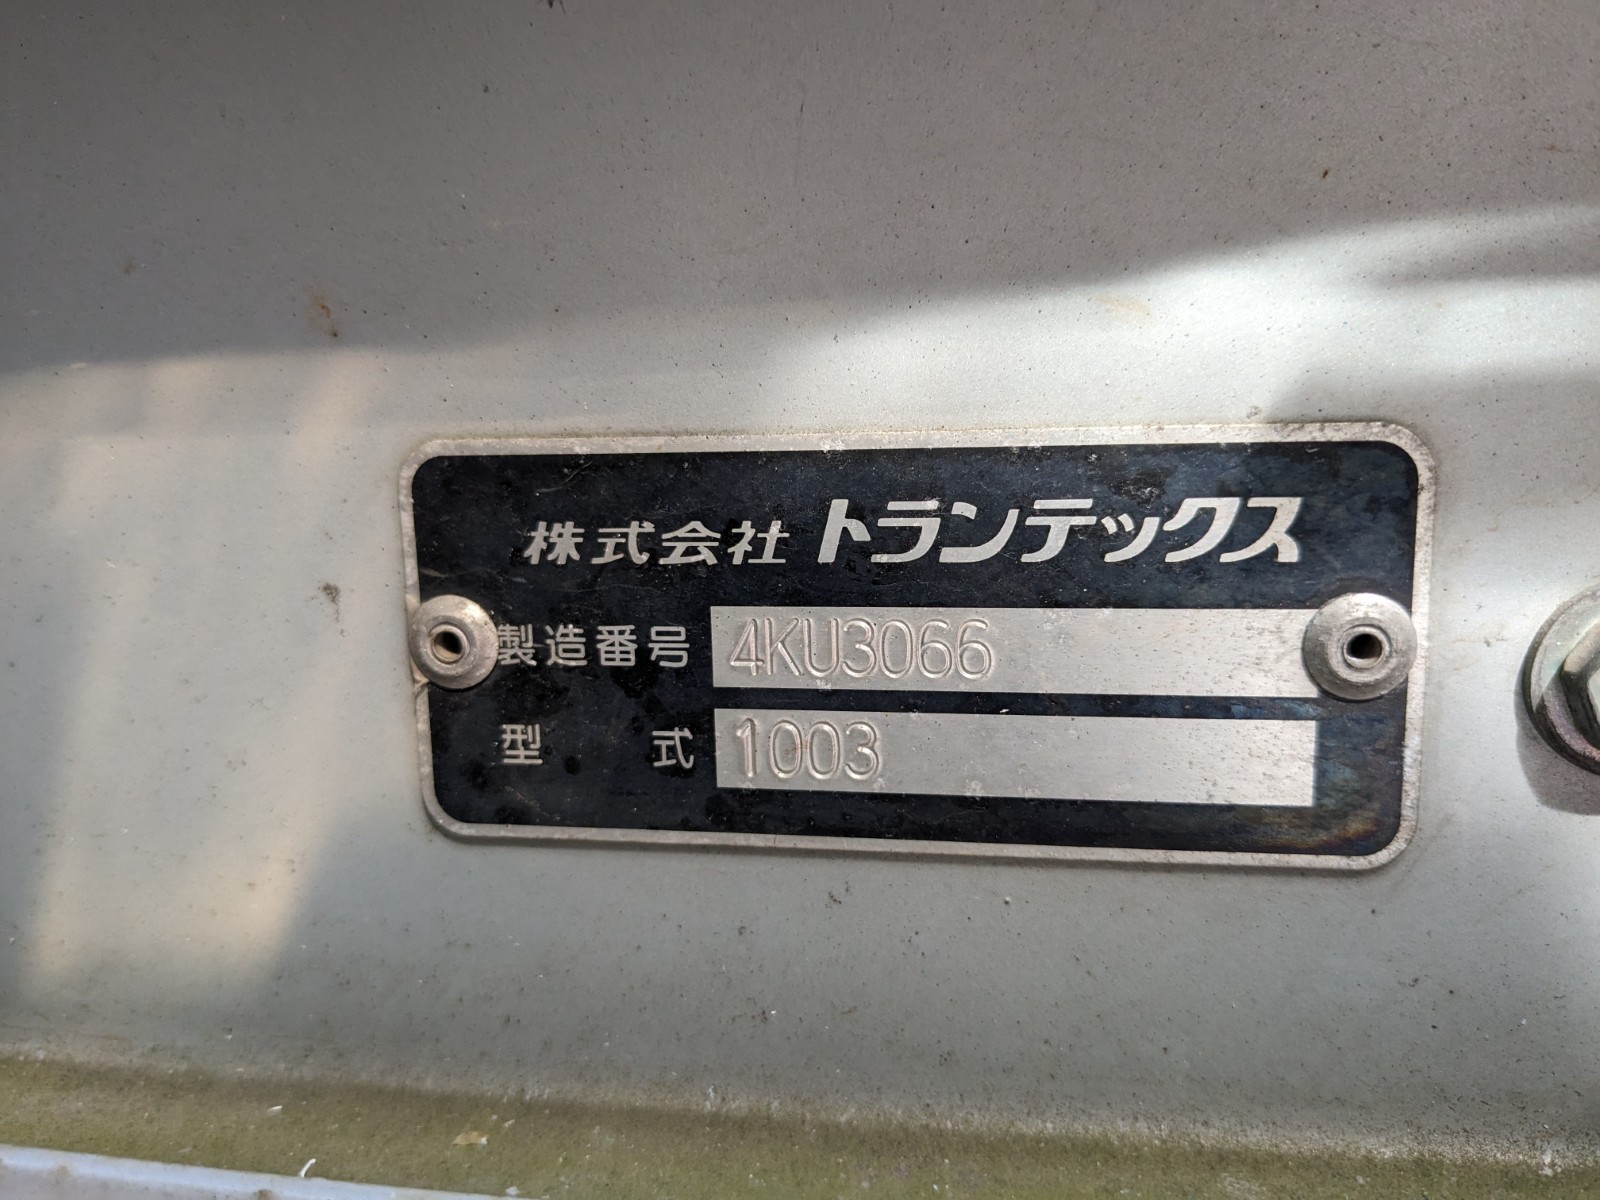 株式会社 トランテックス
製造番号 4KU3066
型式 1003